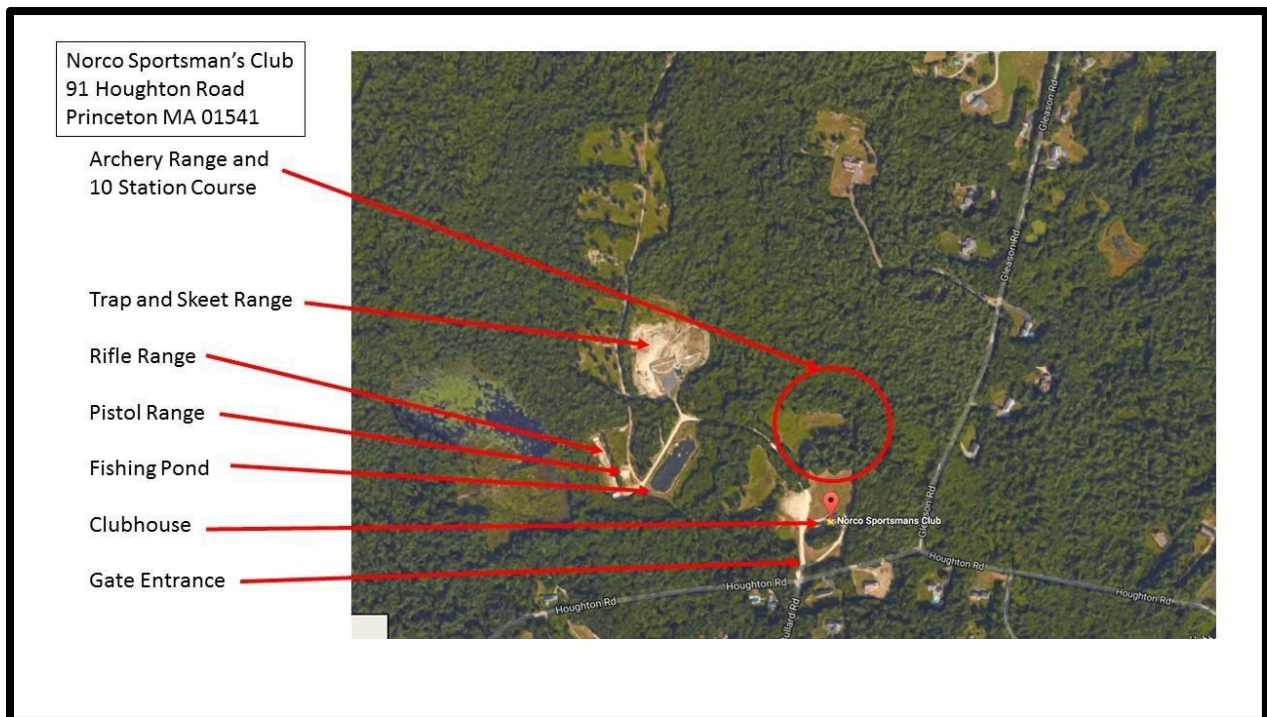 Norco Sportsman's Club
91 Houghton Road
Princeton MA 01541
Archery Range and
10 Station Course
Trap and Skeet Range
Rifle Range
Pistol Range
Fishing Pond
Clubhouse
Gate Entrance
Gleason Rd
Gleason Rd
Gleason Rd
Norco Sportsmans Club
Houghton Rd
Houghton Rd
Houghton Rd
Houghton Rd